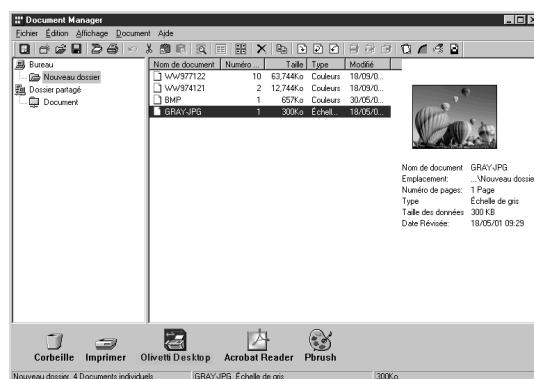 Document Manager
Fichier Édition Affichage Document Aide
Bureau
Nouveau dossier
Dossier partagé
Document
Nom de document Numéro ... Taille Type Modifié
WW977122 10 63,744Ko Couleurs 18/09/0...
WW974121 2 12,744Ko Couleurs 18/09/0...
BMP 1 657Ko Couleurs 30/05/0...
GRAY-JPG 1 300Ko Échell... 18/05/0...
Nom de document GRAY-JPG
Emplacement: ...\Nouveau dossie
Numéro de pages: 1 Page
Type Échelle de gris
Taille des données 300 KB
Date Révisée: 18/05/01 09:29
Corbeille Imprimer Olivetti Desktop Acrobat Reader Pbrush
Nouveau dossier, 4 Documents individuels GRAY-JPG, Échelle de gris 300Ko